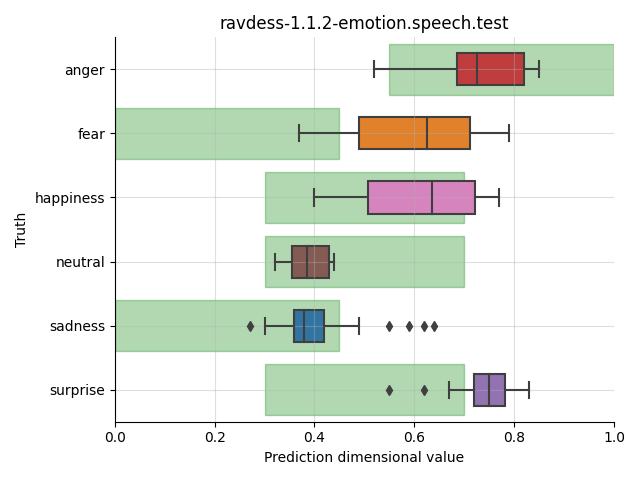 ravdess-1.1.2-emotion.speech.test
anger
fear
happiness
neutral
sadness
surprise
Truth
0.0 0.2 0.4 0.6 0.8 1.0
Prediction dimensional value